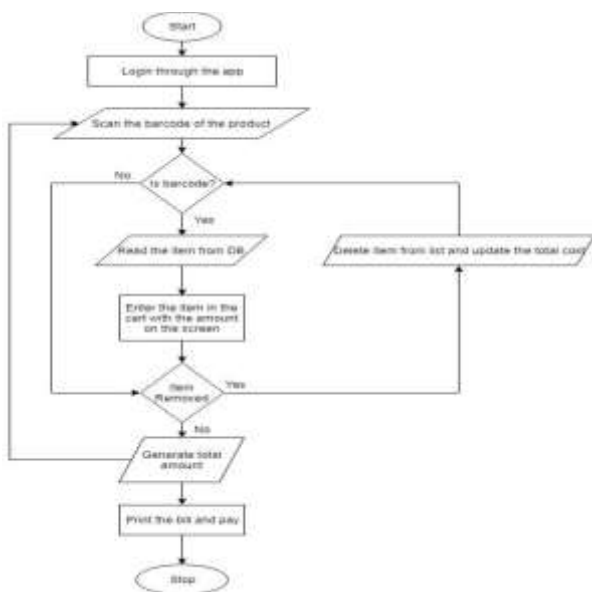 Start
Login through the app
Scan the barcode of the product
No
Is barcode?
Yes
Read the item from DB
Delete item from list and update the total cost
Enter the item in the
cart with the amount
on the screen
Item
Removed
Yes
No
Generate total
amount
Print the bill and pay
Stop